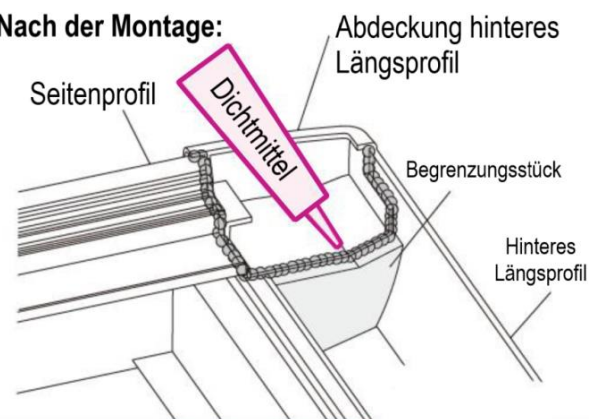 Nach der Montage:
Abdeckung hinteres
Längsprofil
Seitenprofil
Dichtmittel
Begrenzungsstück
Hinteres
Längsprofil